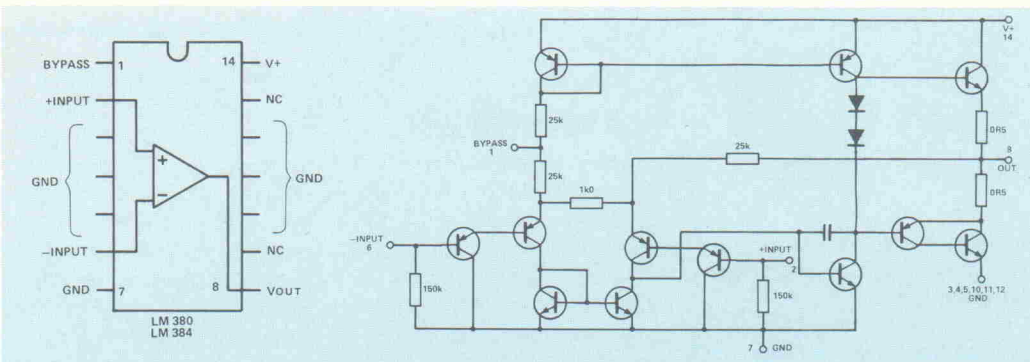 BYPASS 1
14 V+
+INPUT
NC
GND
GND
+
−
−INPUT
NC
GND 7
8 VOUT
LM 380
LM 384
V+
14
25k
BYPASS
1
25k
25k
1k0
0R5
8
OUT
0R5
−INPUT
6
+INPUT
2
150k
150k
3,4,5,10,11,12
GND
7 GND